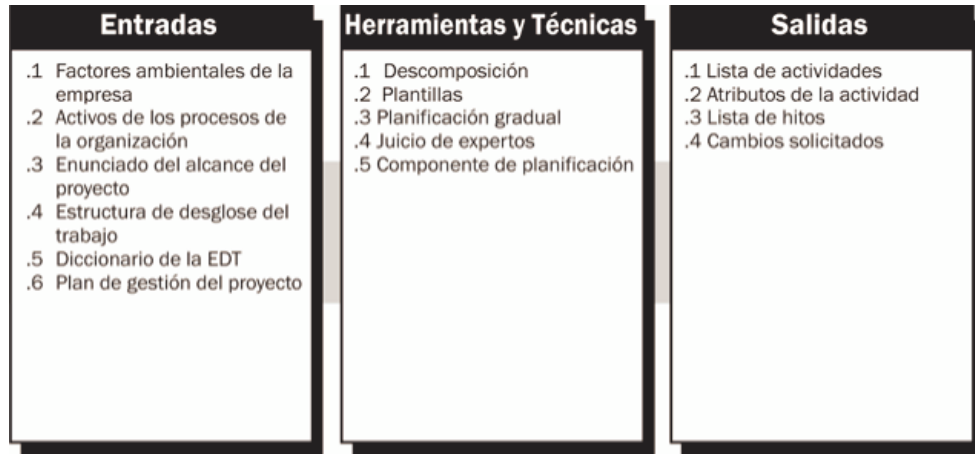 Entradas
.1 Factores ambientales de la
empresa
.2 Activos de los procesos de
la organización
.3 Enunciado del alcance del
proyecto
.4 Estructura de desglose del
trabajo
.5 Diccionario de la EDT
.6 Plan de gestión del proyecto
Herramientas y Técnicas
.1 Descomposición
.2 Plantillas
.3 Planificación gradual
.4 Juicio de expertos
.5 Componente de planificación
Salidas
.1 Lista de actividades
.2 Atributos de la actividad
.3 Lista de hitos
.4 Cambios solicitados